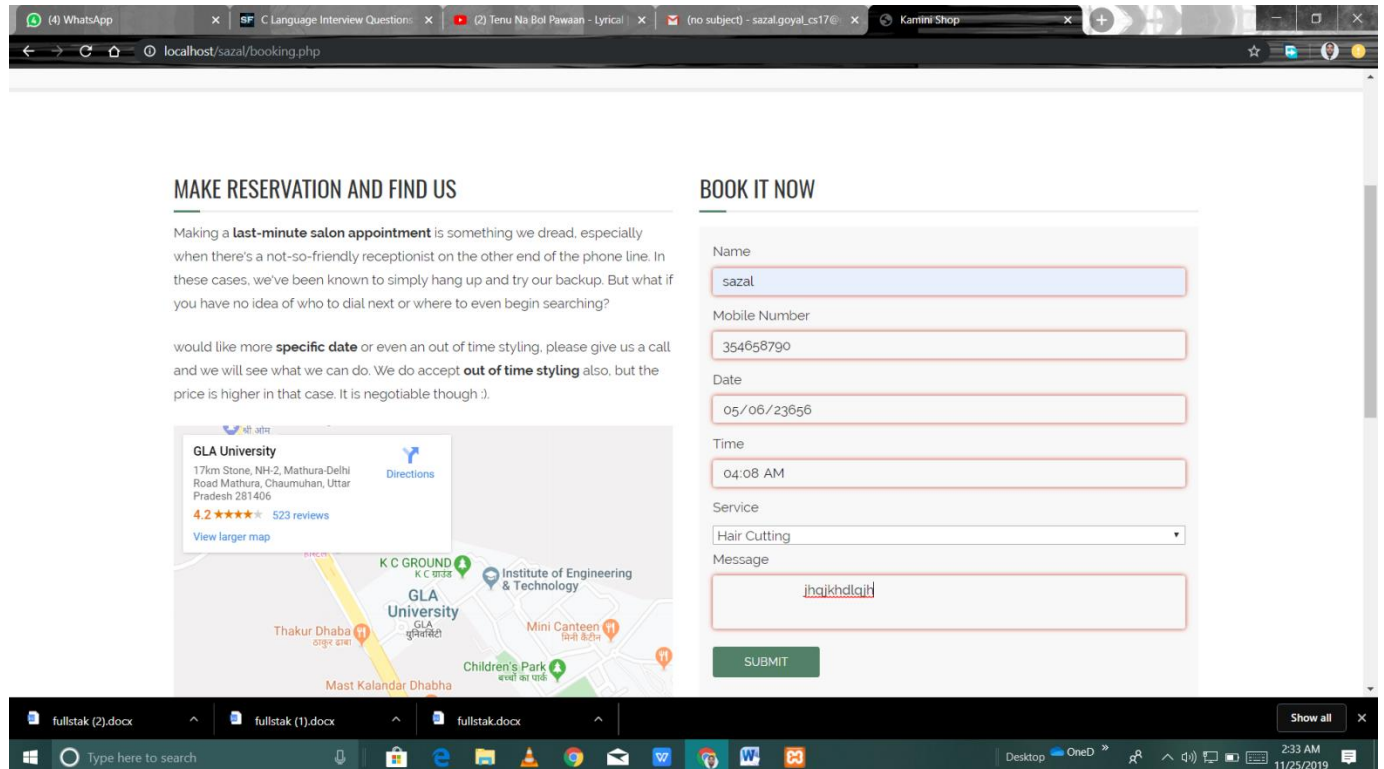 (4) WhatsApp
SF C Language Interview Questions
(2) Tenu Na Bol Pawaan - Lyrical
(no subject) - sazal.goyal_cs17@
Kamini Shop
localhost/sazal/booking.php
MAKE RESERVATION AND FIND US
Making a last-minute salon appointment is something we dread, especially
when there's a not-so-friendly receptionist on the other end of the phone line. In
these cases, we've been known to simply hang up and try our backup. But what if
you have no idea of who to dial next or where to even begin searching?
would like more specific date or even an out of time styling, please give us a call
and we will see what we can do. We do accept out of time styling also, but the
price is higher in that case. It is negotiable though :).
श्री ओम
GLA University
17km Stone, NH-2, Mathura-Delhi
Road Mathura, Chaumuhan, Uttar
Pradesh 281406
4.2 ★★★★★ 523 reviews
View larger map
Directions
K C GROUND
K C ग्राउंड
Institute of Engineering
& Technology
GLA
University
GLA
युनिवर्सिटी
Thakur Dhaba
ठाकुर ढाबा
Mini Canteen
मिनी कैंटीन
Children's Park
बच्चों का पार्क
Mast Kalandar Dhabha
BOOK IT NOW
Name
sazal
Mobile Number
354658790
Date
05/06/23656
Time
04:08 AM
Service
Hair Cutting
Message
jhqjkhdlqjh
SUBMIT
fullstak (2).docx
fullstak (1).docx
fullstak.docx
Show all
Type here to search
Desktop
OneD
2:33 AM
11/25/2019